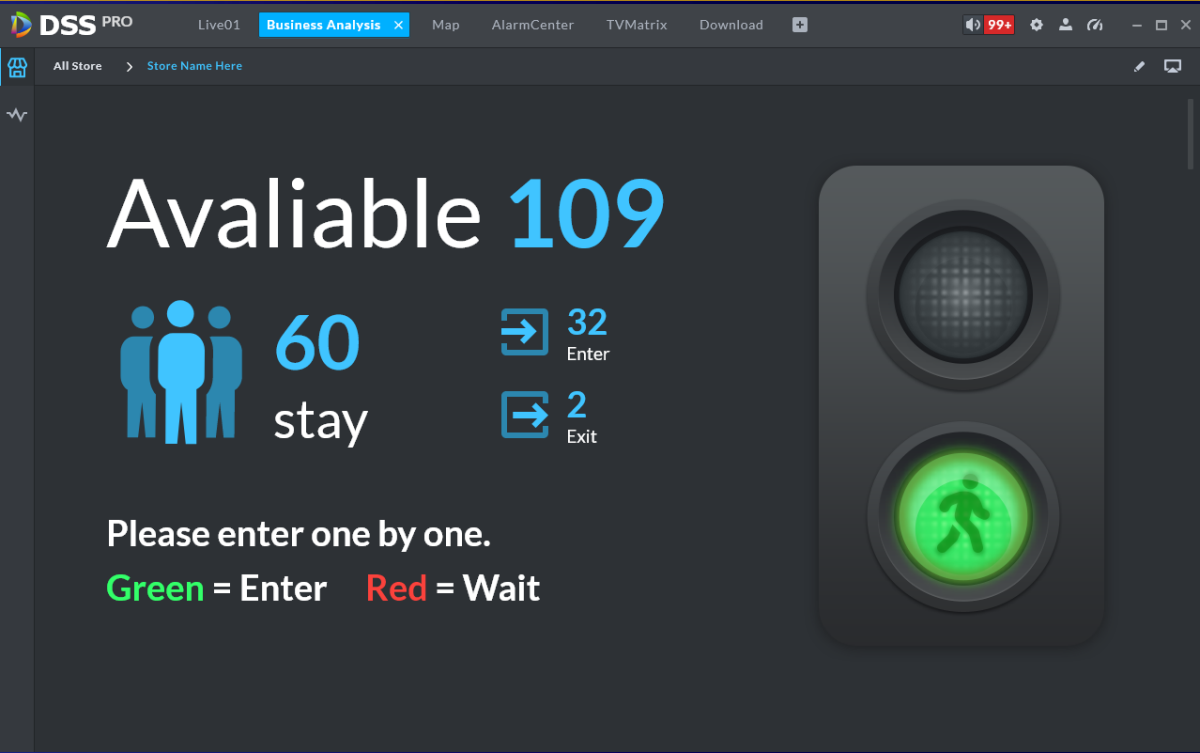 DSS PRO
Live01 Business Analysis × Map AlarmCenter TVMatrix Download 99+
All Store > Store Name Here
Avaliable 109
60
stay
32
Enter
2
Exit
Please enter one by one.
Green = Enter Red = Wait